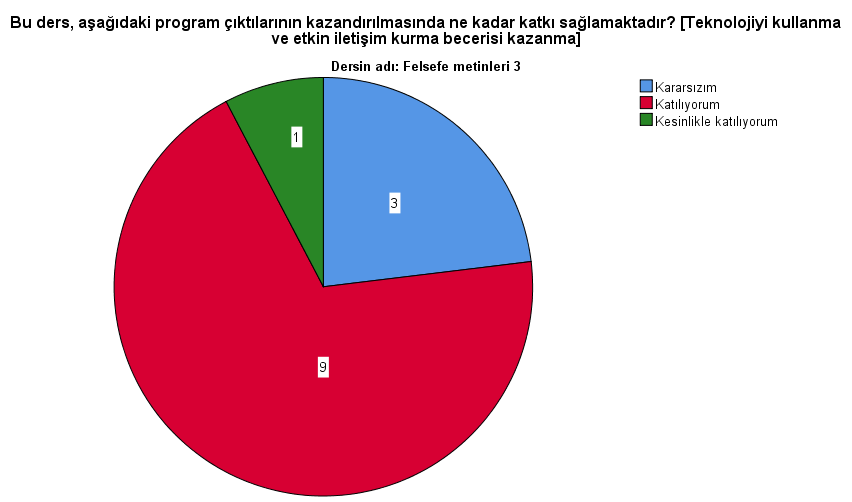 Bu ders, aşağıdaki program çıktılarının kazandırılmasında ne kadar katkı sağlamaktadır? [Teknolojiyi kullanma
ve etkin iletişim kurma becerisi kazanma]
Dersin adı: Felsefe metinleri 3
Kararsızım
Katılıyorum
Kesinlikle katılıyorum
1
3
9